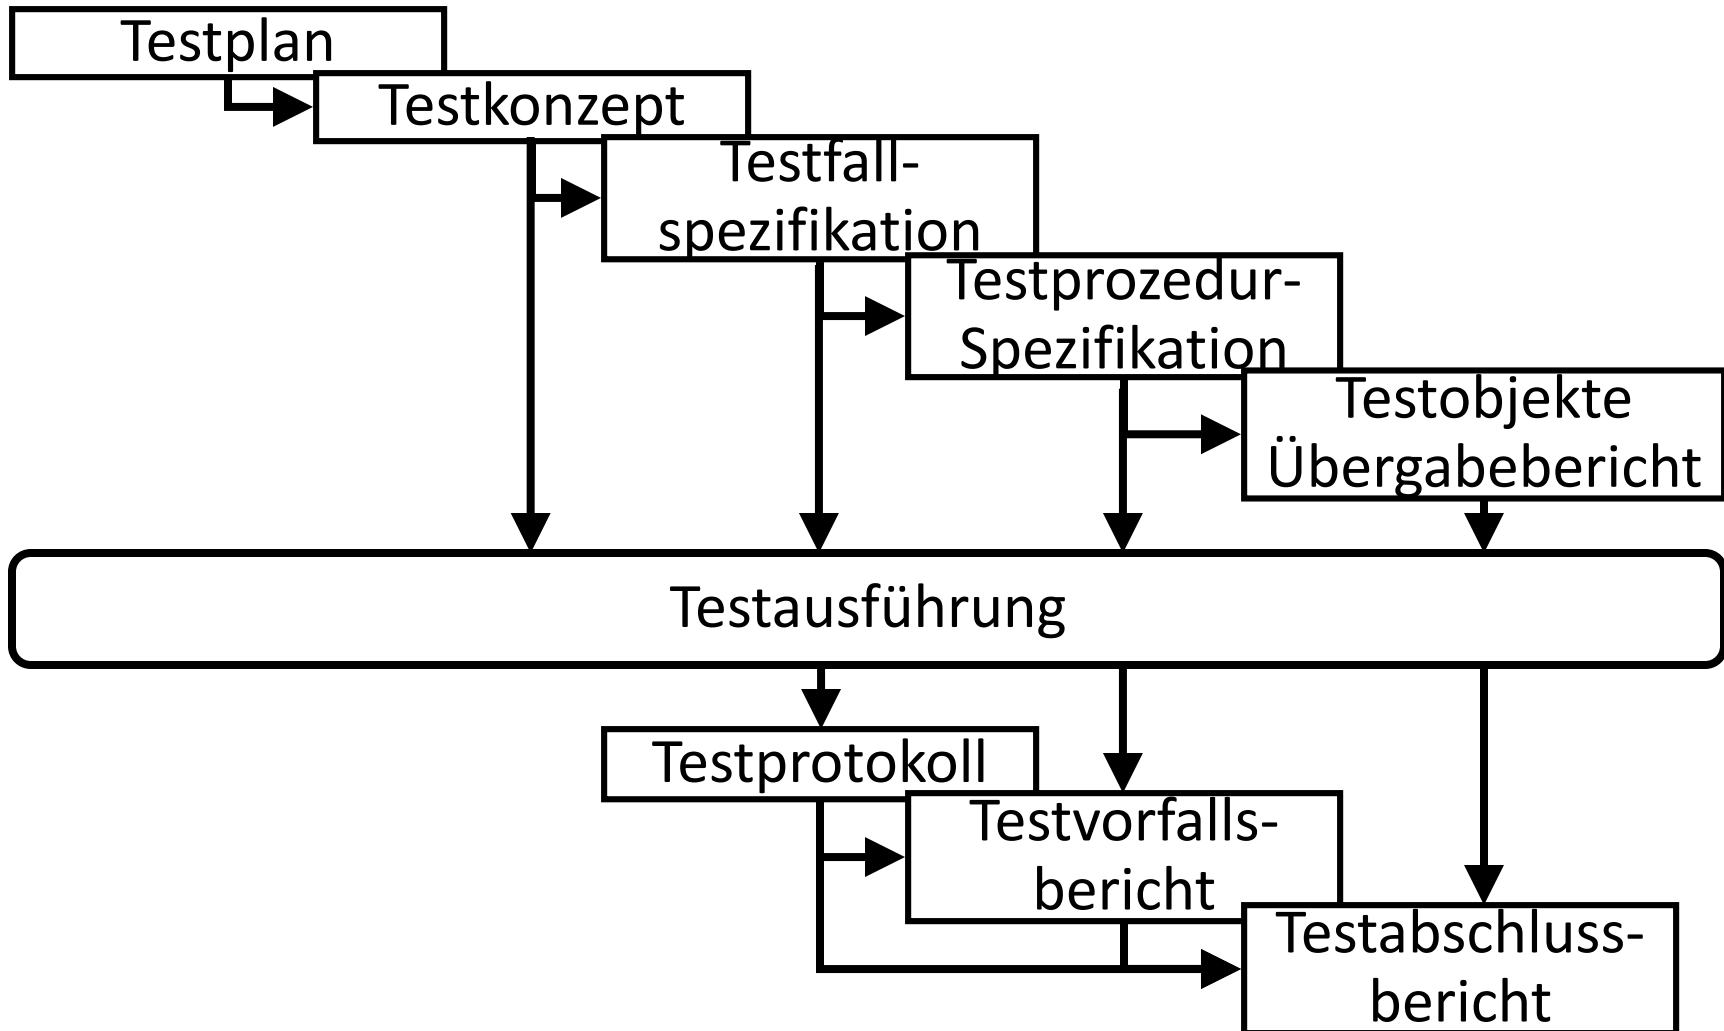 Testplan
Testkonzept
Testfall-
spezifikation
Testprozedur-
Spezifikation
Testobjekte
Übergabebericht
Testausführung
Testprotokoll
Testvorfalls-
bericht
Testabschluss-
bericht